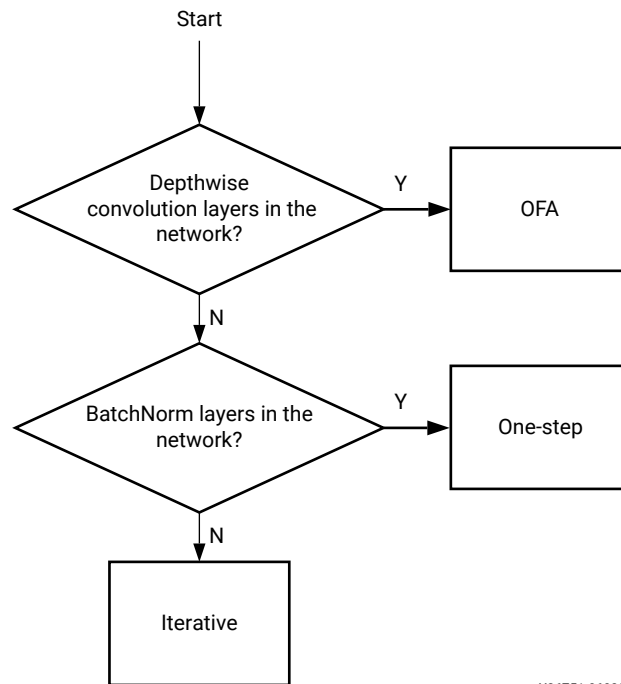 Start
Depthwise
convolution layers in the
network?
Y
OFA
N
BatchNorm layers in the
network?
Y
One-step
N
Iterative